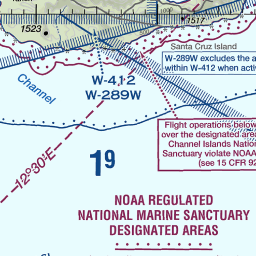 1523
1517
Santa Cruz Island
W-289W excludes the a
within W-412 when activ
Channel
W-412
W-289W
Flight operations below
over the designated area
Channel Islands Nation
Sanctuary violate NOAA
(see 15 CFR 92
19
12°30'E
NOAA REGULATED
NATIONAL MARINE SANCTUARY
DESIGNATED AREAS